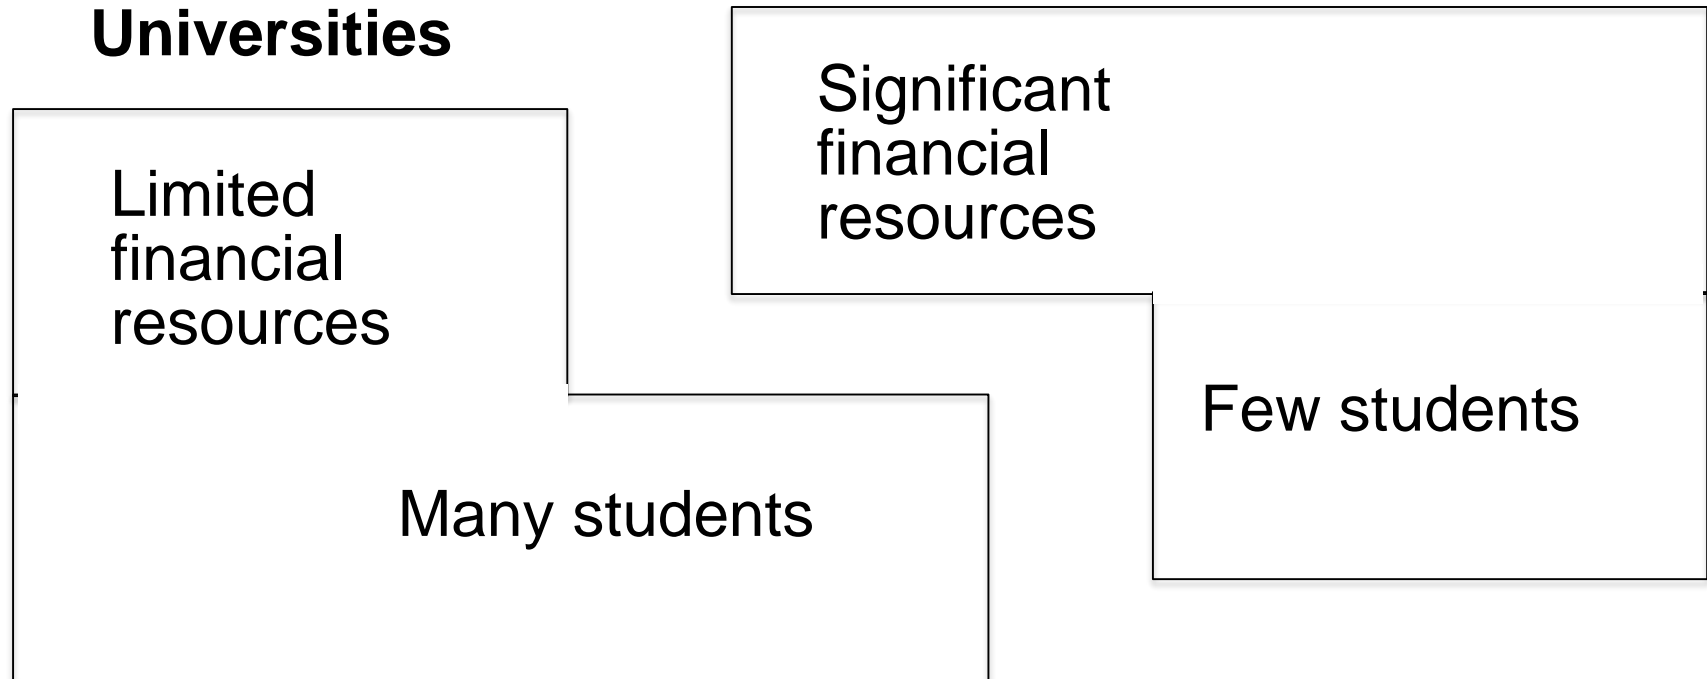 Universities
Limited
financial
resources
Many students
Significant
financial
resources
Few students